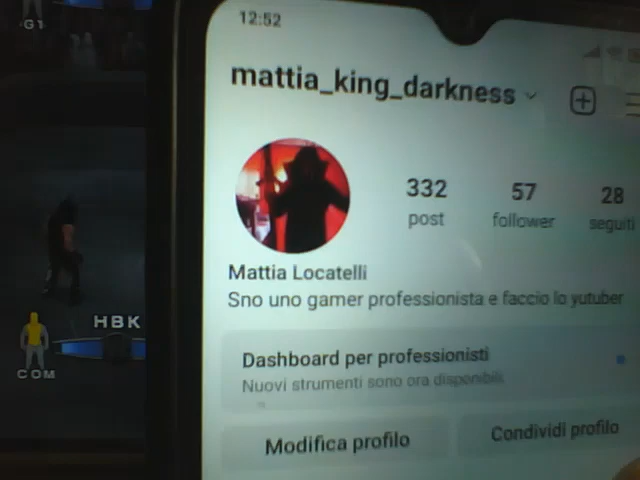 12:52
G1
mattia_king_darkness
332 57 28
post follower seguiti
Mattia Locatelli
Sno uno gamer professionista e faccio lo yutuber
HBK
COM
Dashboard per professionisti
Nuovi strumenti sono ora disponibili.
Modifica profilo Condividi profilo